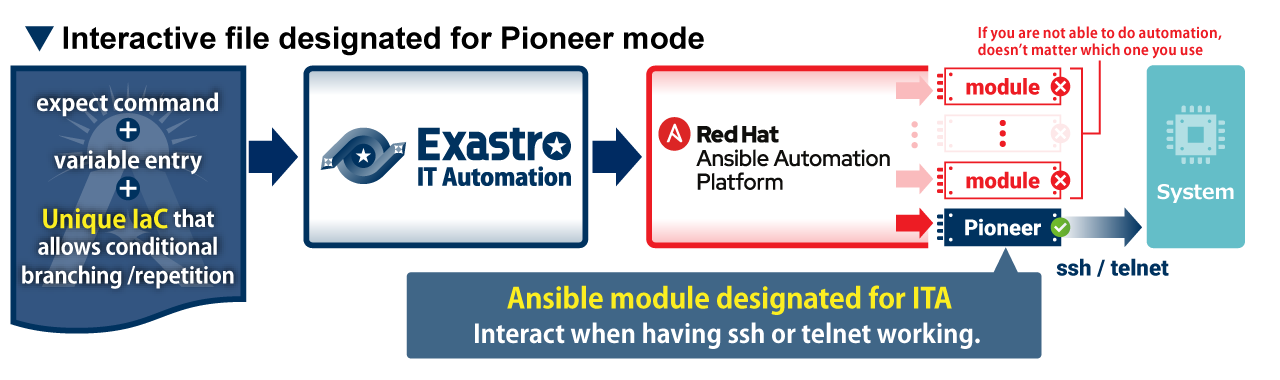 ▼ Interactive file designated for Pioneer mode
If you are not able to do automation,
doesn't matter which one you use
expect command
+
variable entry
+
Unique IaC that
allows conditional
branching /repetition
Exastro
IT Automation
Red Hat
Ansible Automation
Platform
module
module
Pioneer
System
ssh / telnet
Ansible module designated for ITA
Interact when having ssh or telnet working.